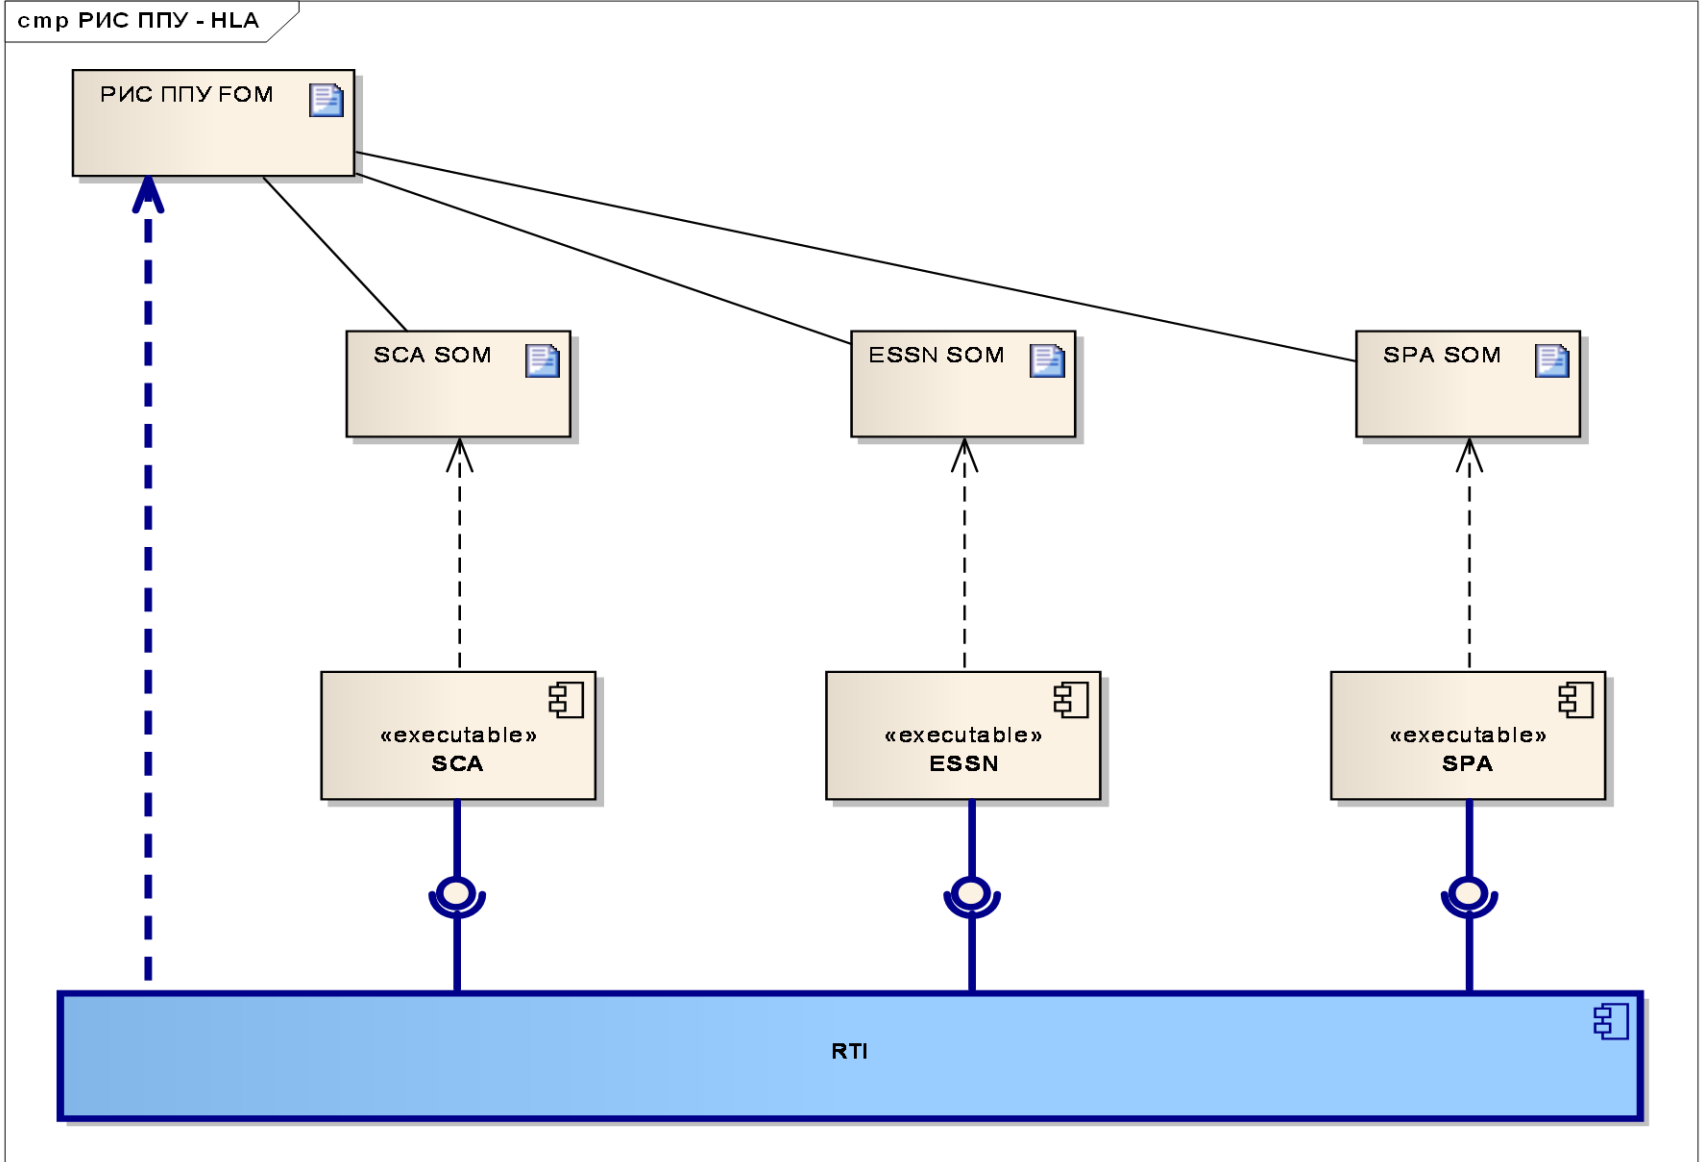 cmp РИС ППУ - HLA
РИС ППУ FOM
SCA SOM
ESSN SOM
SPA SOM
«executable»
SCA
«executable»
ESSN
«executable»
SPA
RTI